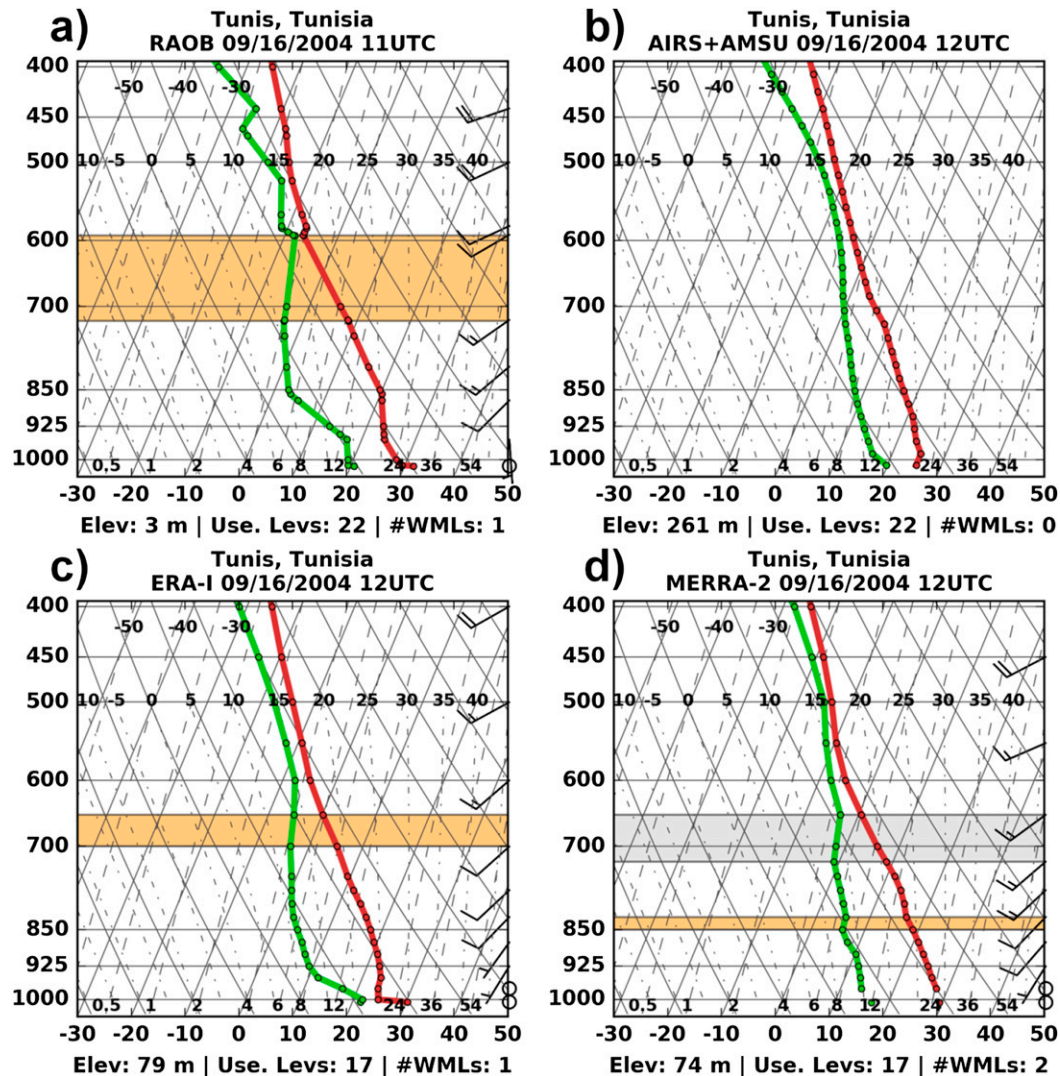 a)
Tunis, Tunisia
RAOB 09/16/2004 11UTC
400
-50 -40 -30
450
500
10 -5 0 5 10 15 20 25 30 35 40
600
700
850
925
1000
0.5 1 2 4 6 8 12 24 36 54
-30 -20 -10 0 10 20 30 40 50
Elev: 3 m | Use. Levs: 22 | #WMLs: 1
b)
Tunis, Tunisia
AIRS+AMSU 09/16/2004 12UTC
400
-50 -40 -30
450
500
10 -5 0 5 10 15 20 25 30 35 40
600
700
850
925
1000
0.5 1 2 4 6 8 12 24 36 54
-30 -20 -10 0 10 20 30 40 50
Elev: 261 m | Use. Levs: 22 | #WMLs: 0
c)
Tunis, Tunisia
ERA-I 09/16/2004 12UTC
400
-50 -40 -30
450
500
10 -5 0 5 10 15 20 25 30 35 40
600
700
850
925
1000
0.5 1 2 4 6 8 12 24 36 54
-30 -20 -10 0 10 20 30 40 50
Elev: 79 m | Use. Levs: 17 | #WMLs: 1
d)
Tunis, Tunisia
MERRA-2 09/16/2004 12UTC
400
-50 -40 -30
450
500
10 -5 0 5 10 15 20 25 30 35 40
600
700
850
925
1000
0.5 1 2 4 6 8 12 24 36 54
-30 -20 -10 0 10 20 30 40 50
Elev: 74 m | Use. Levs: 17 | #WMLs: 2